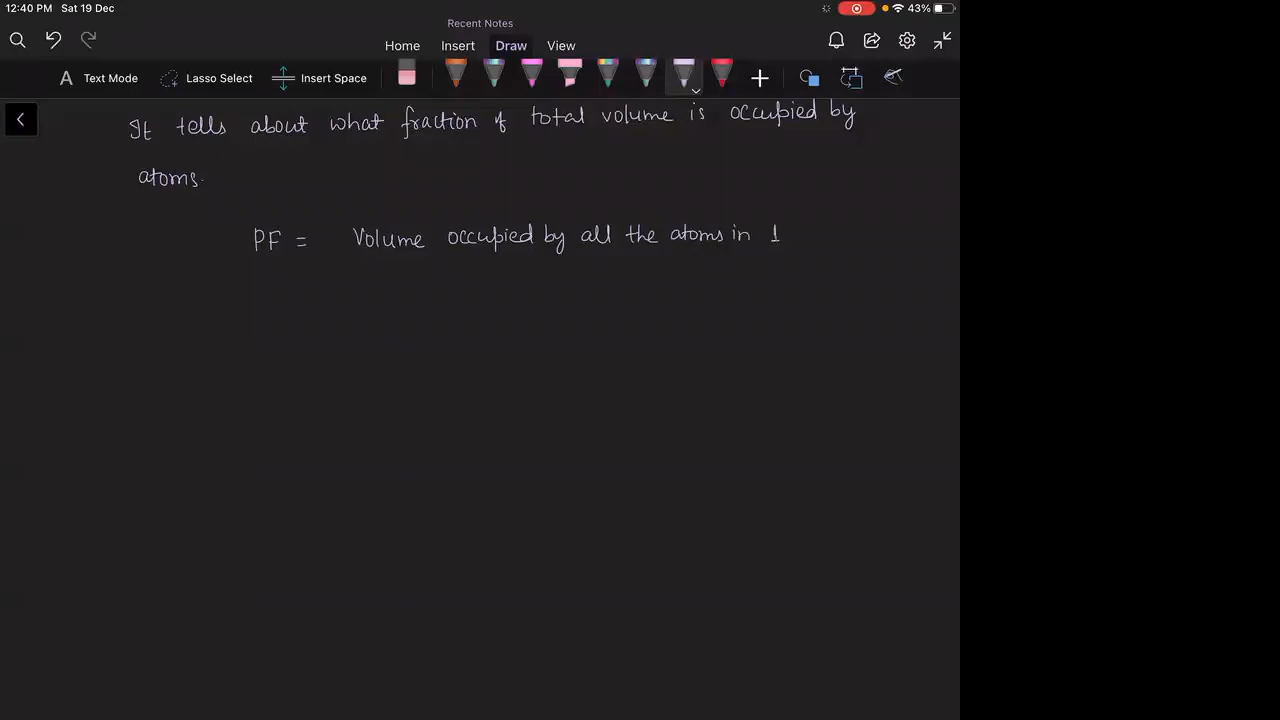 12:40 PM Sat 19 Dec
43%
Recent Notes
Home Insert Draw View
A Text Mode Lasso Select Insert Space
It tells about what fraction of total volume is occupied by
atoms.
PF = Volume occupied by all the atoms in 1